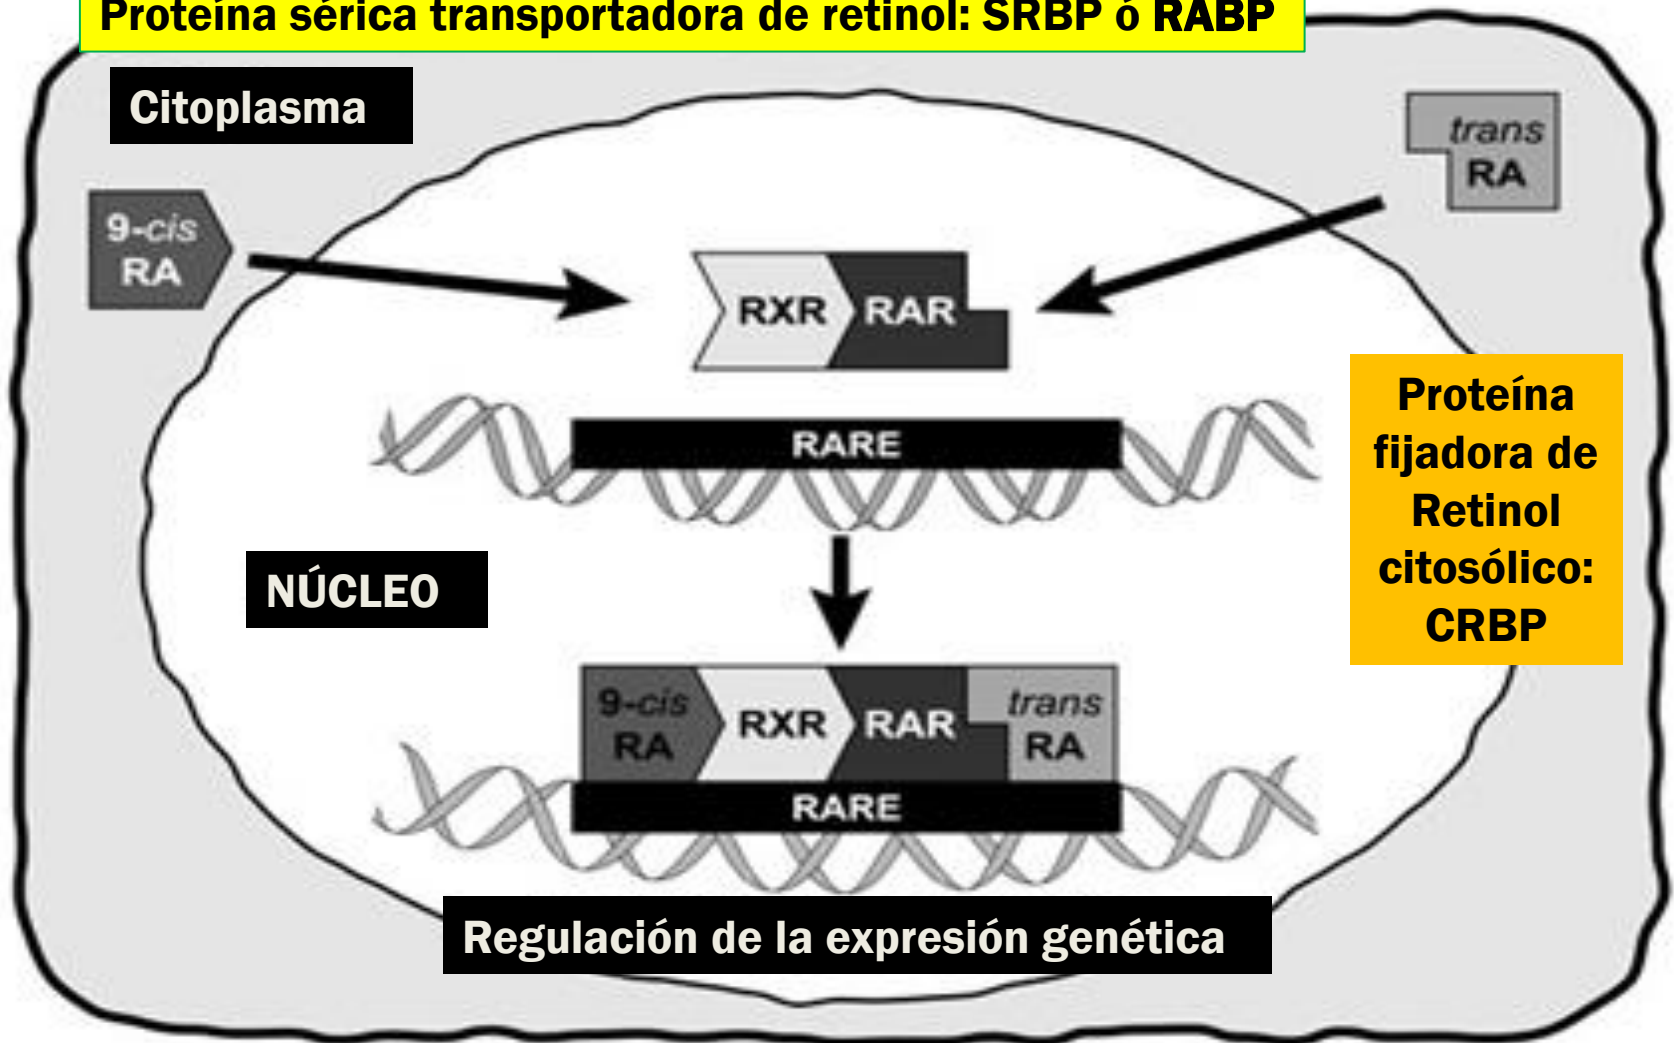 Proteína sérica transportadora de retinol: SRBP ó RABP
Citoplasma
trans
RA
9-cis
RA
RXR
RAR
RARE
Proteína
fijadora de
Retinol
citosólico:
CRBP
NÚCLEO
9-cis
RA
RXR
RAR
trans
RA
RARE
Regulación de la expresión genética